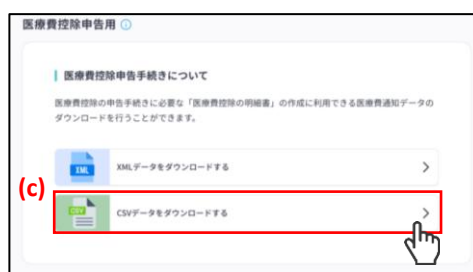 医療費控除申告用
医療費控除申告手続きについて
医療費控除の申告手続きに必要な「医療費控除の明細書」の作成に利用できる医療費通知データの
ダウンロードを行うことができます。
XML
XMLデータをダウンロードする
(c)
CSV
CSVデータをダウンロードする